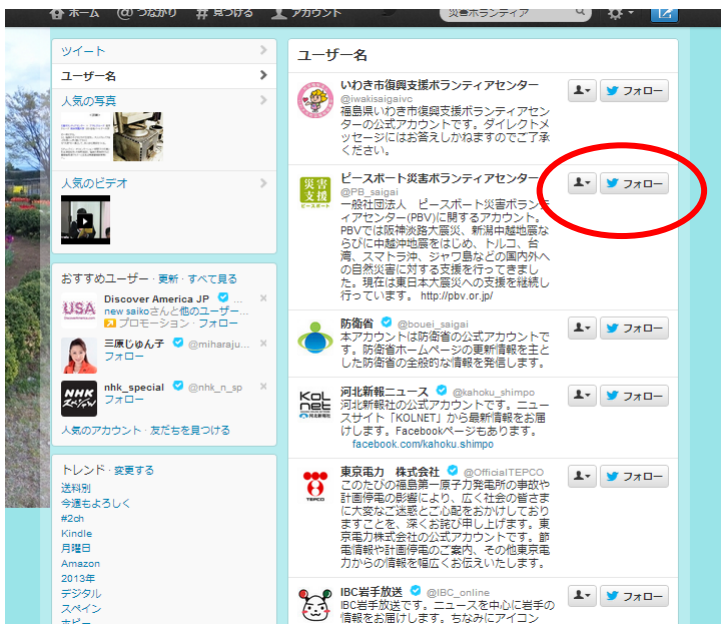 ホーム @ つながり # 見つける アカウント 災害ボランティア
ツイート
ユーザー名
人気の写真
人気のビデオ
おすすめユーザー · 更新 · すべて見る
Discover America JP ...
new saikoさんと他のユーザー...
プロモーション · フォロー
USA
三原じゅん子 @miharaju...
フォロー
nhk_special @nhk_n_sp
フォロー
NHK
スペシャル
人気のアカウント · 友だちを見つける
トレンド · 変更する
送料別
今週もよろしく
#2ch
Kindle
月曜日
Amazon
2013年
デジタル
スペイン
ホビー
ユーザー名
いわき市復興支援ボランティアセンター
@iwakisaigaivc
福島県いわき市復興支援ボランティアセン
ターの公式アカウントです。ダイレクトメ
ッセージにはお答えしかねますのでご了承
ください。
フォロー
災害
支援
ピースボート
ピースボート災害ボランティアセンター
@PB_saigai
一般社団法人 ピースボート災害ボランテ
ィアセンター(PBV)に関するアカウント。
PBVでは阪神淡路大震災、新潟中越地震な
らびに中越沖地震をはじめ、トルコ、台
湾、スマトラ沖、ジャワ島などの国内外へ
の自然災害に対する支援を行ってきまし
た。現在は東日本大震災への支援を継続し
行っています。 http://pbv.or.jp/
フォロー
防衛省 @bouei_saigai
本アカウントは防衛省の公式アカウントで
す。防衛省ホームページの更新情報を主と
した防衛省の全般的な情報を発信します。
フォロー
KoL
net
河北新報社
河北新報ニュース @kahoku_shimpo
河北新報社の公式アカウントです。ニュー
スサイト「KOLNET」から最新情報をお届
けします。Facebookページもあります。
facebook.com/kahoku.shimpo
フォロー
TEPCO
東京電力 株式会社 @OfficialTEPCO
このたびの福島第一原子力発電所の事故や
計画停電の影響により、広く社会の皆さま
に大変なご迷惑とご心配をおかけしており
ますことを、深くお詫び申し上げます。東
京電力株式会社の公式アカウントです。節
電情報や計画停電のご案内、その他東京電
力からの情報を幅広くお伝えいたします。
フォロー
IBC岩手放送 @IBC_online
IBC岩手放送です。ニュースを中心に岩手の
情報をお届けします。ちなみにアイコン
フォロー